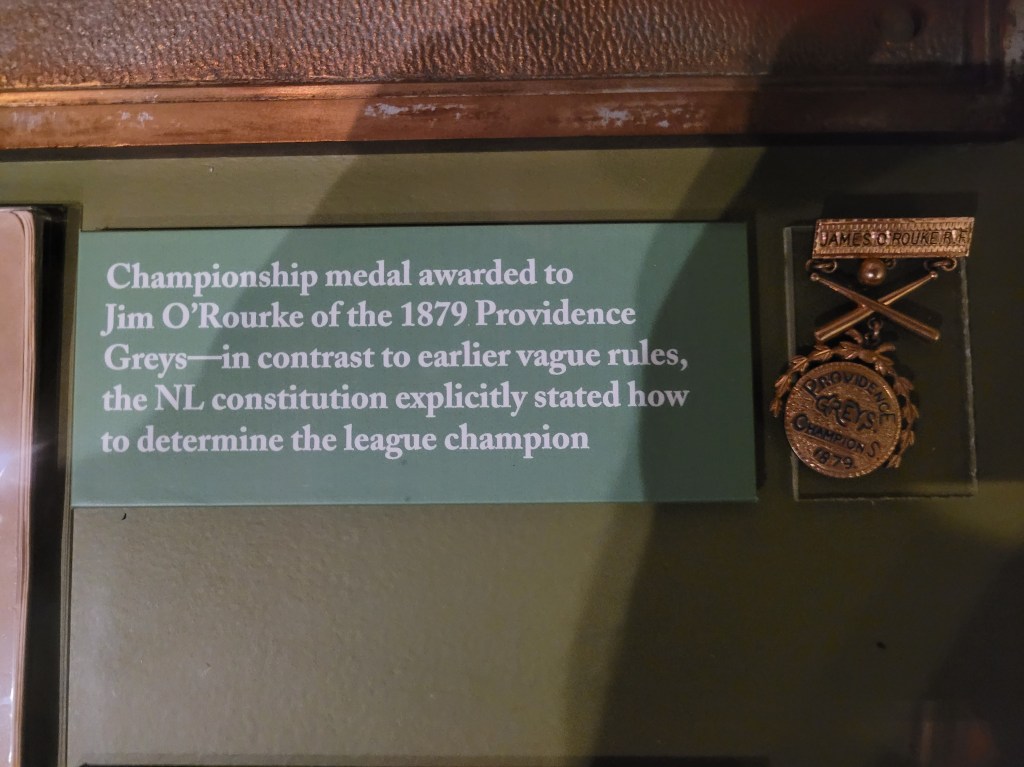 Championship medal awarded to
Jim O'Rourke of the 1879 Providence
Greys—in contrast to earlier vague rules,
the NL constitution explicitly stated how
to determine the league champion
JAMES O'ROUKE R.F.
PROVIDENCE
GREYS
CHAMPIONS
1879